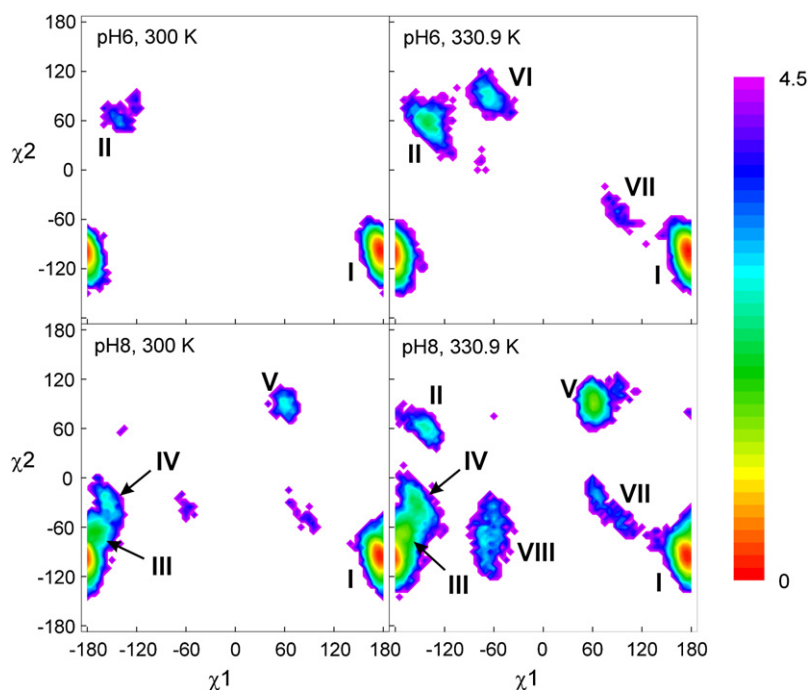 pH6, 300 K
pH6, 330.9 K
4.5
180
120
60
0
-60
-120
-180
χ2
II
I
II
VI
VII
I
pH8, 300 K
pH8, 330.9 K
180
120
60
0
-60
-120
-180
χ2
V
IV
III
I
II
V
IV
VII
III
VIII
I
0
-180 -120 -60 0 60 120 180
-180 -120 -60 0 60 120 180
χ1
χ1